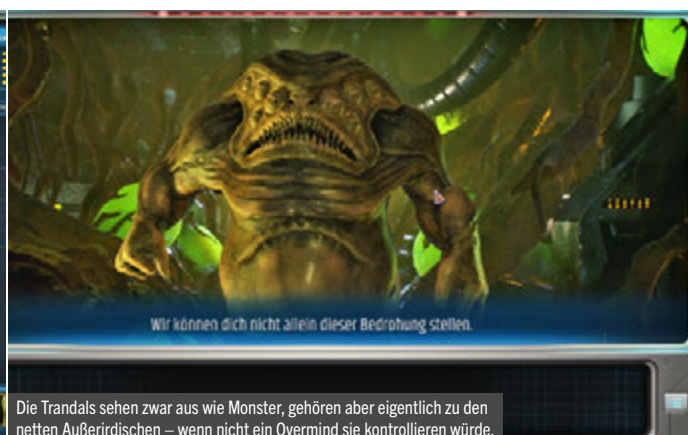 Wir können dich nicht allein dieser Bedrohung stellen.
Die Trandals sehen zwar aus wie Monster, gehören aber eigentlich zu den
netten Außerirdischen – wenn nicht ein Overmind sie kontrollieren würde.